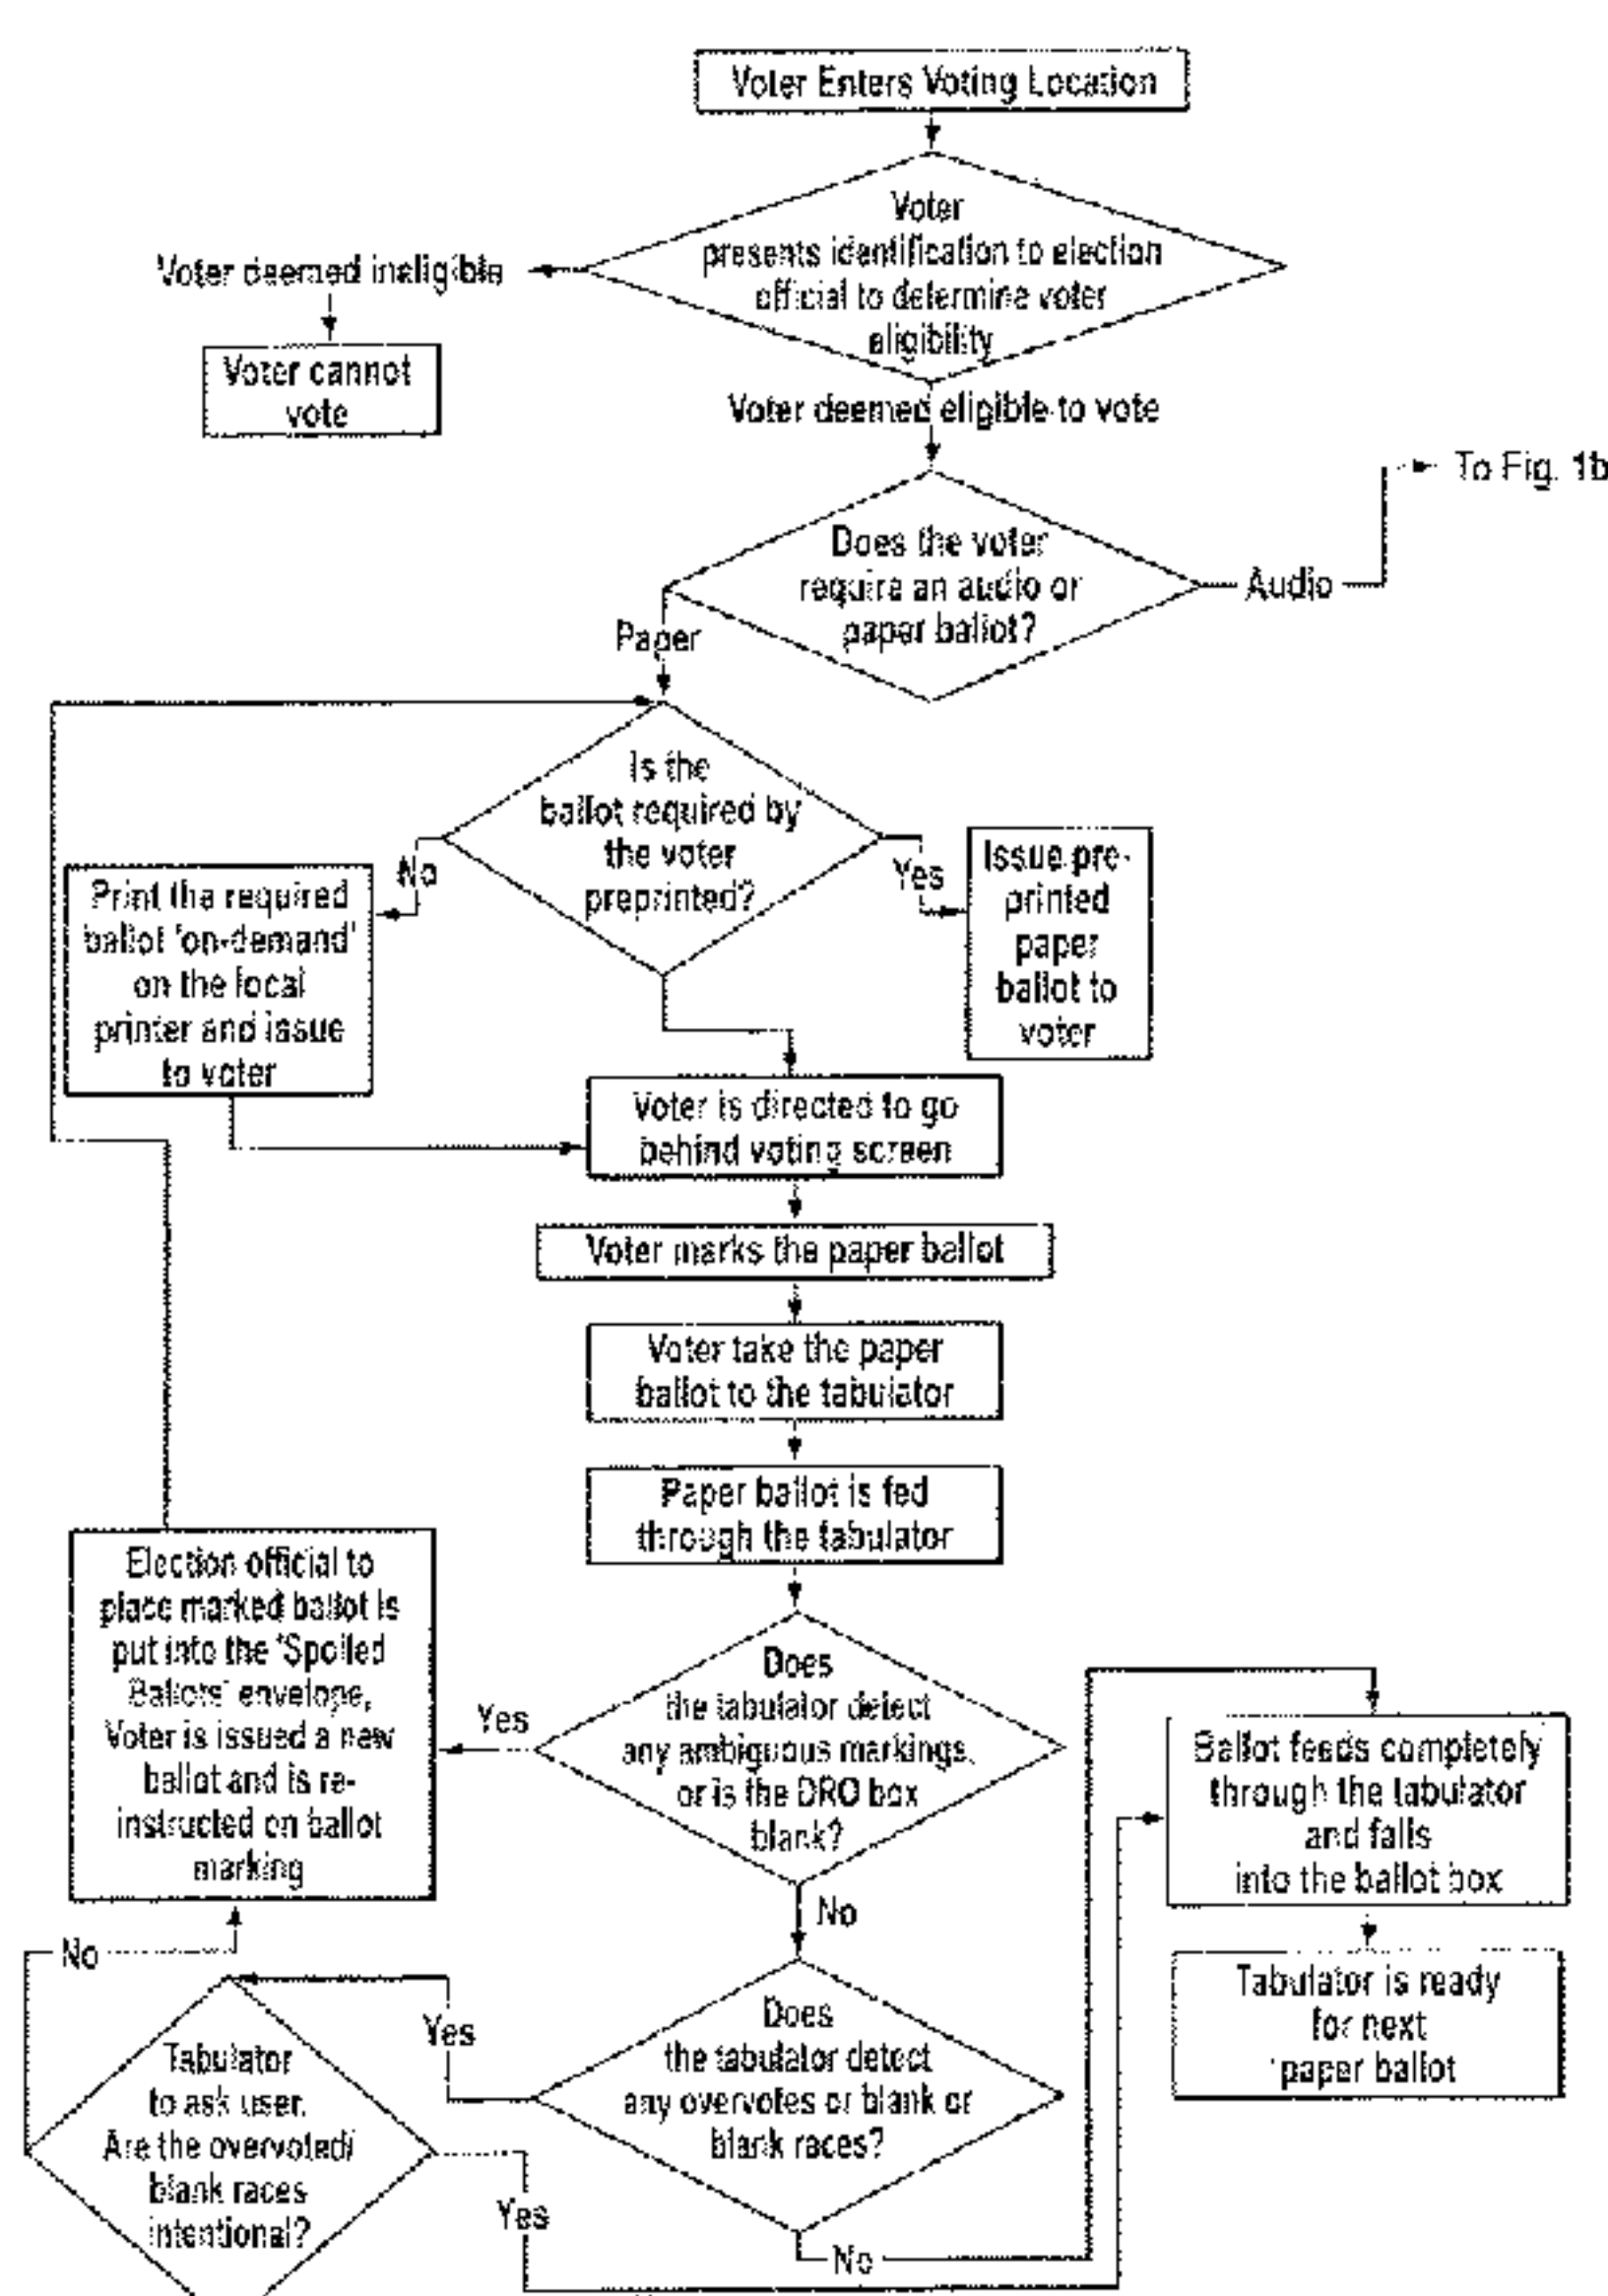 Voter Enters Voting Location
Voter
presents identification to election
official to determine voter
eligibility
Voter deemed ineligible
Voter cannot
vote
Voter deemed eligible to vote
To Fig. 1b
Does the voter
require an audio or
paper ballot?
Audio
Paper
Is the
ballot required by
the voter
preprinted?
No
Yes
Print the required
ballot 'on-demand'
on the local
printer and issue
to voter
Issue pre-
printed
paper
ballot to
voter
Voter is directed to go
behind voting screen
Voter marks the paper ballot
Voter take the paper
ballot to the tabulator
Paper ballot is fed
through the tabulator
Election official to
place marked ballot is
put into the 'Spoiled
Ballots' envelope,
Voter is issued a new
ballot and is re-
instructed on ballot
marking
Yes
Does
the tabulator detect
any ambiguous markings,
or is the DRO box
blank?
No
Ballot feeds completely
through the tabulator
and falls
into the ballot box
Tabulator is ready
for next
paper ballot
No
Yes
Does
the tabulator detect
any overvotes or blank or
blank races?
Tabulator
to ask user.
Are the overvoted/
blank races
intentional?
Yes
No